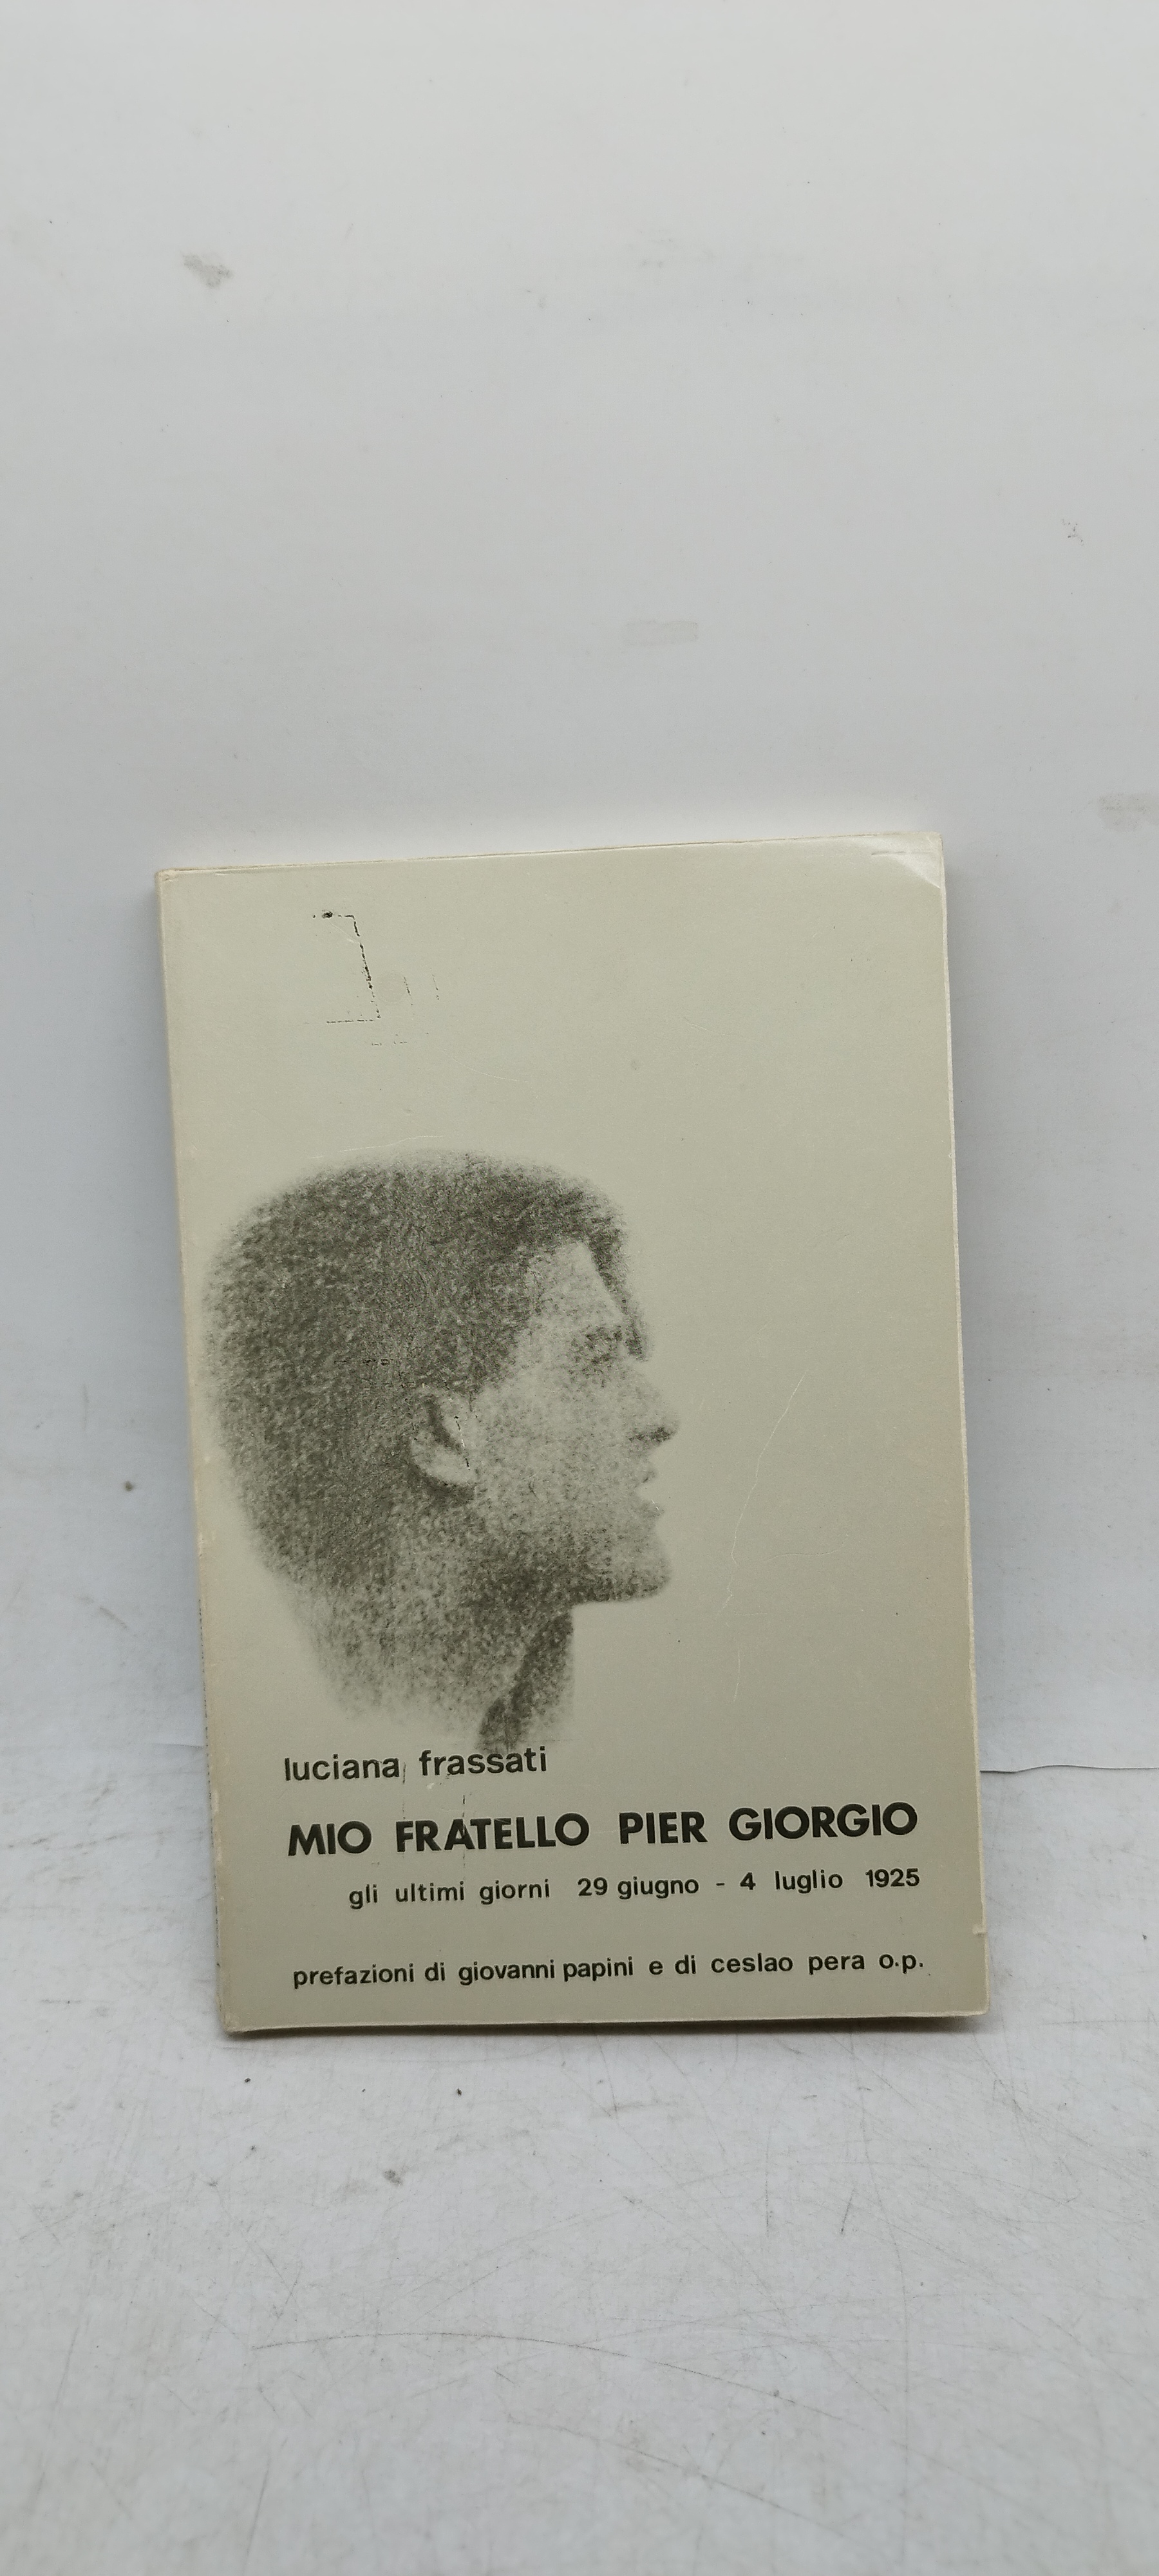 luciana frassati
MIO FRATELLO PIER GIORGIO
gli ultimi giorni 29 giugno - 4 luglio 1925
prefazioni di giovanni papini e di ceslao pera o.p.